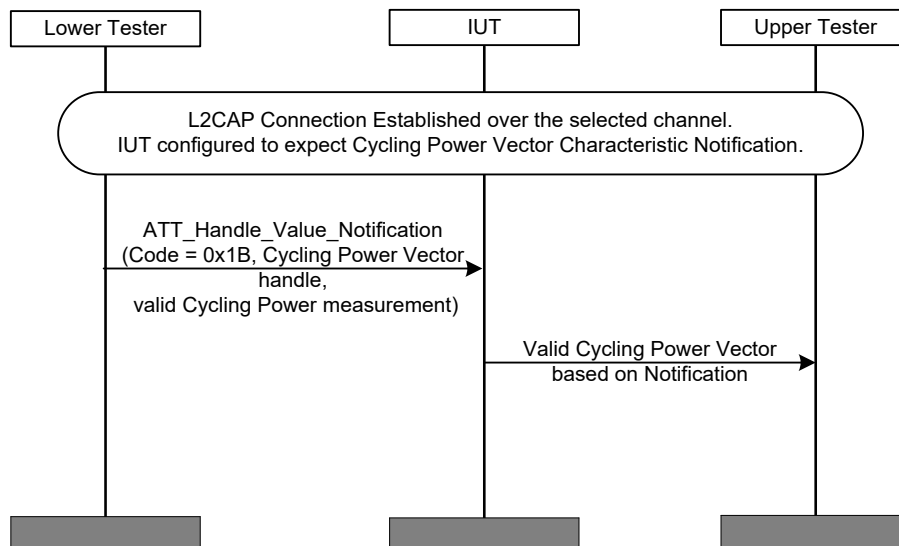 Lower Tester
IUT
Upper Tester
L2CAP Connection Established over the selected channel.
IUT configured to expect Cycling Power Vector Characteristic Notification.
ATT_Handle_Value_Notification
(Code = 0x1B, Cycling Power Vector
handle,
valid Cycling Power measurement)
Valid Cycling Power Vector
based on Notification